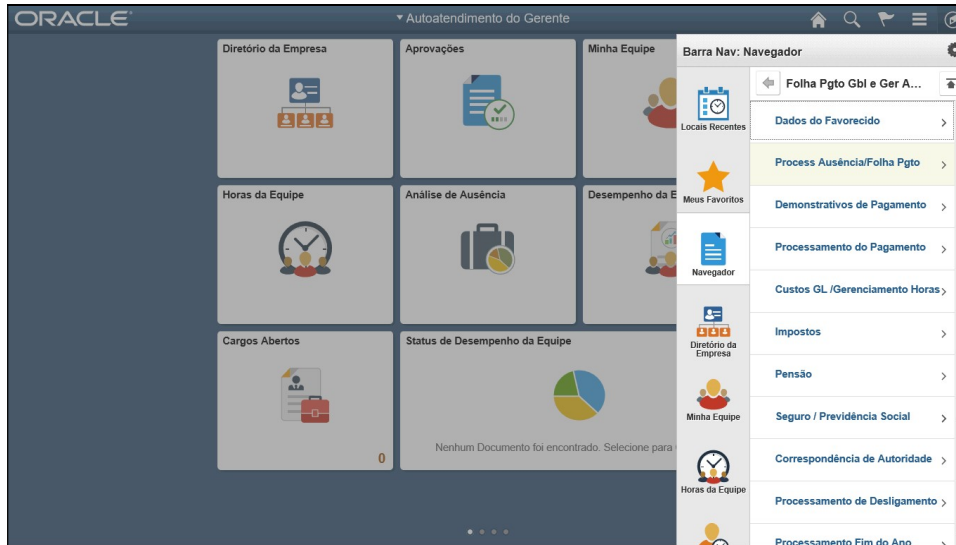 ORACLE
Autoatendimento do Gerente
Diretório da Empresa
Aprovações
Minha Equipe
Horas da Equipe
Análise de Ausência
Desempenho da E
Cargos Abertos
0
Status de Desempenho da Equipe
Nenhum Documento foi encontrado. Selecione para
Barra Nav: Navegador
Locais Recentes
Meus Favoritos
Navegador
Diretório da
Empresa
Minha Equipe
Horas da Equipe
Folha Pgto Gbl e Ger A...
Dados do Favorecido
Process Ausência/Folha Pgto
Demonstrativos de Pagamento
Processamento do Pagamento
Custos GL /Gerenciamento Horas
Impostos
Pensão
Seguro / Previdência Social
Correspondência de Autoridade
Processamento de Desligamento
Processamento Fim do Ano